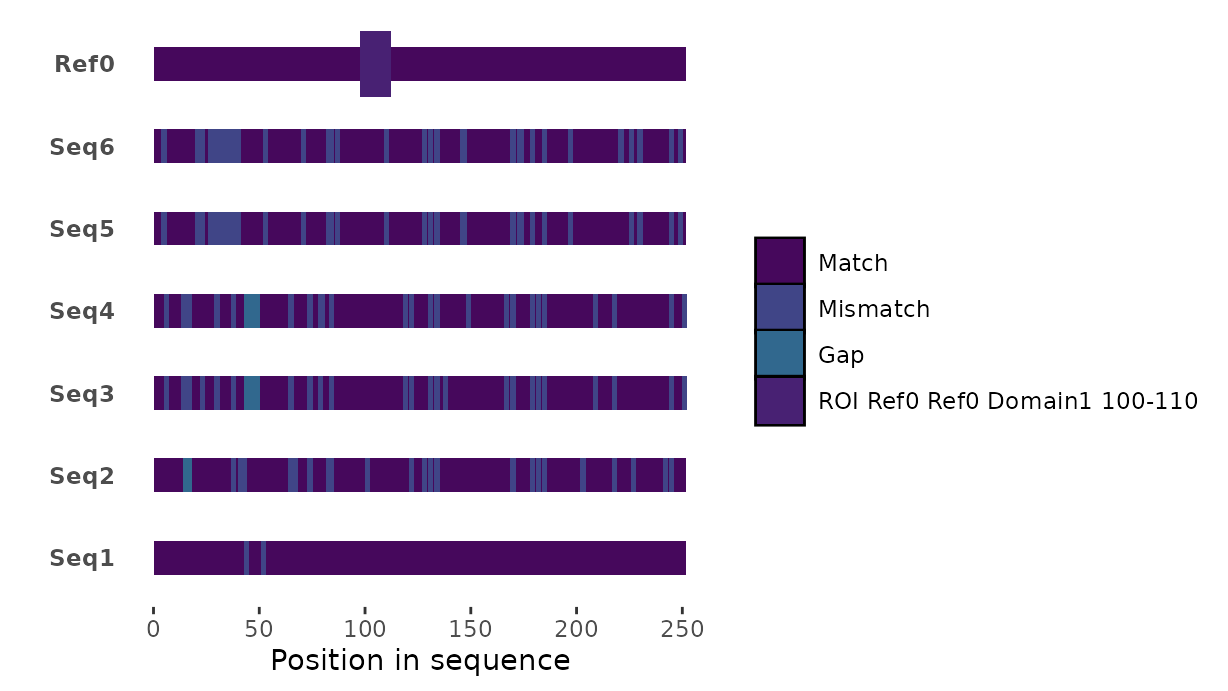 Ref0
Seq6
Seq5
Seq4
Seq3
Seq2
Seq1
0 50 100 150 200 250
Position in sequence
Match
Mismatch
Gap
ROI Ref0 Ref0 Domain1 100-110